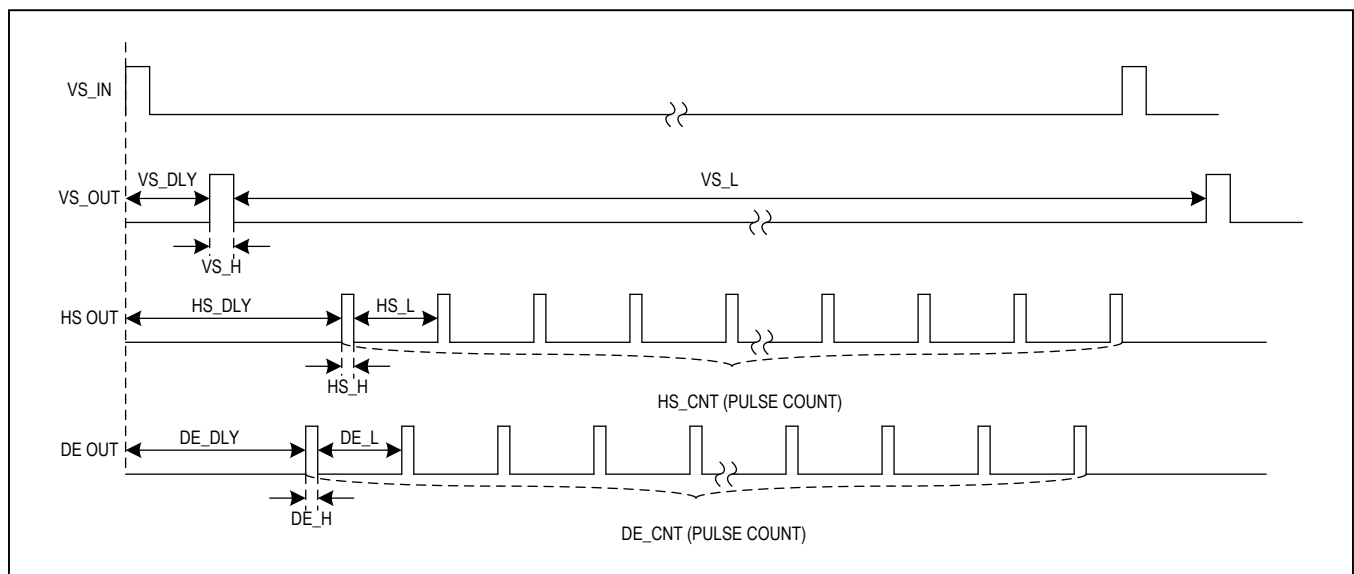 VS_IN
VS_DLY
VS_L
VS_OUT
VS_H
HS_DLY
HS_L
HS OUT
HS_H
HS_CNT (PULSE COUNT)
DE_DLY
DE_L
DE OUT
DE_H
DE_CNT (PULSE COUNT)